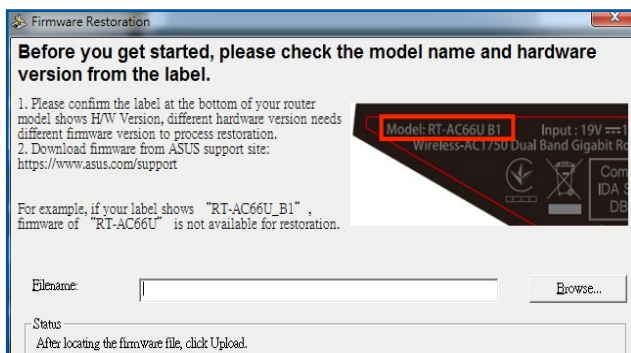 Firmware Restoration
Before you get started, please check the model name and hardware
version from the label.
1. Please confirm the label at the bottom of your router
model shows H/W Version, different hardware version needs
different firmware version to process restoration.
2. Download firmware from ASUS support site:
https://www.asus.com/support
For example, if your label shows “RT-AC66U_B1”,
firmware of “RT-AC66U” is not available for restoration.
Model: RT-AC66U B1 Input : 19V
Wireless-AC1750 Dual Band Gigabit Ro
Com
IDA S
DB
Filename:
Browse...
Status
After locating the firmware file, click Upload.